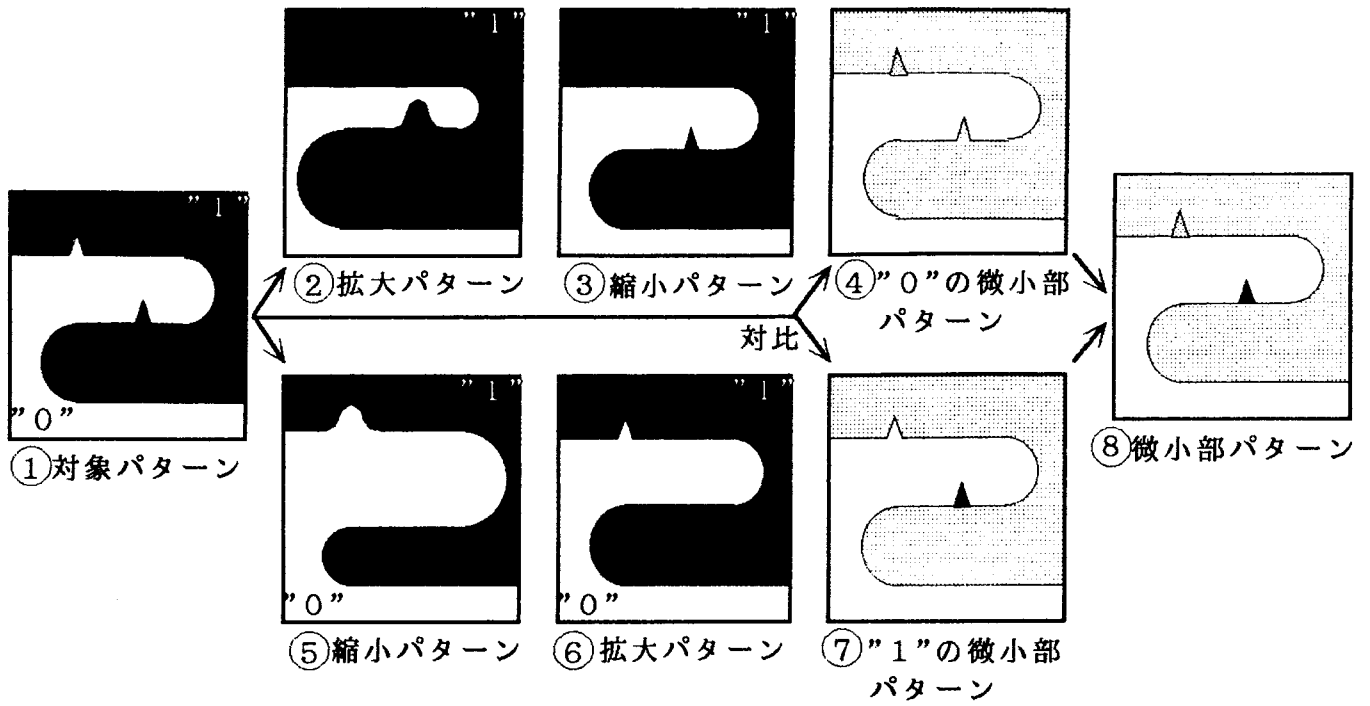 ”1”
”0”
①対象パターン
”1”
②拡大パターン
”1”
③縮小パターン
④”0”の微小部
パターン
対比
”1”
”0”
⑤縮小パターン
”1”
”0”
⑥拡大パターン
⑦”1”の微小部
パターン
⑧微小部パターン